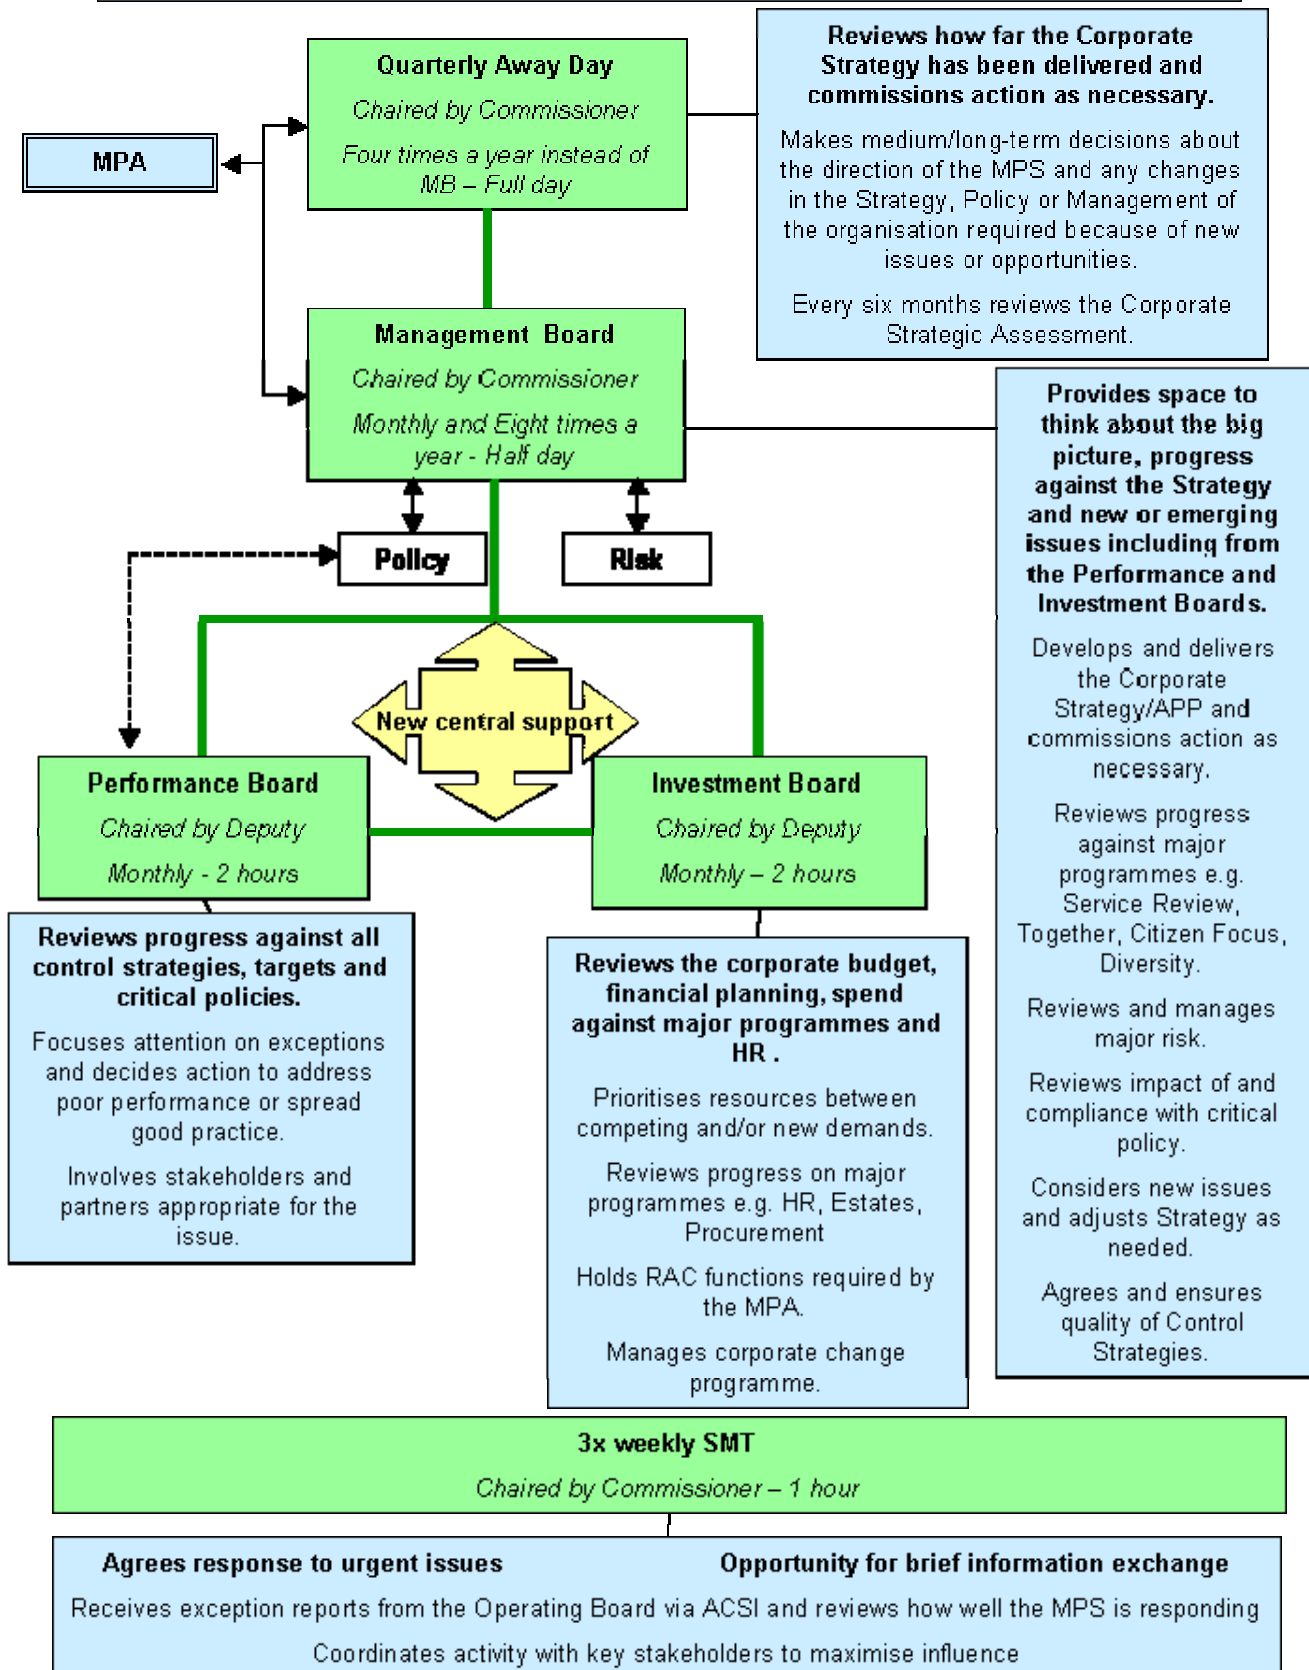 Quarterly Away Day
Chaired by Commissioner
Four times a year instead of
MB – Full day
Reviews how far the Corporate
Strategy has been delivered and
commissions action as necessary.
Makes medium/long-term decisions about
the direction of the MPS and any changes
in the Strategy, Policy or Management of
the organisation required because of new
issues or opportunities.
Every six months reviews the Corporate
Strategic Assessment.
MPA
Management Board
Chaired by Commissioner
Monthly and Eight times a
year - Half day
Provides space to
think about the big
picture, progress
against the Strategy
and new or emerging
issues including from
the Performance and
Investment Boards.
Develops and delivers
the Corporate
Strategy/APP and
commissions action as
necessary.
Reviews progress
against major
programmes e.g.
Service Review,
Together, Citizen Focus,
Diversity.
Reviews and manages
major risk.
Reviews impact of and
compliance with critical
policy.
Considers new issues
and adjusts Strategy as
needed.
Agrees and ensures
quality of Control
Strategies.
Policy
Risk
New central support
Performance Board
Chaired by Deputy
Monthly - 2 hours
Investment Board
Chaired by Deputy
Monthly – 2 hours
Reviews progress against all
control strategies, targets and
critical policies.
Focuses attention on exceptions
and decides action to address
poor performance or spread
good practice.
Involves stakeholders and
partners appropriate for the
issue.
Reviews the corporate budget,
financial planning, spend
against major programmes and
HR .
Prioritises resources between
competing and/or new demands.
Reviews progress on major
programmes e.g. HR, Estates,
Procurement
Holds RAC functions required by
the MPA.
Manages corporate change
programme.
3x weekly SMT
Chaired by Commissioner – 1 hour
Agrees response to urgent issues
Opportunity for brief information exchange
Receives exception reports from the Operating Board via ACSI and reviews how well the MPS is responding
Coordinates activity with key stakeholders to maximise influence